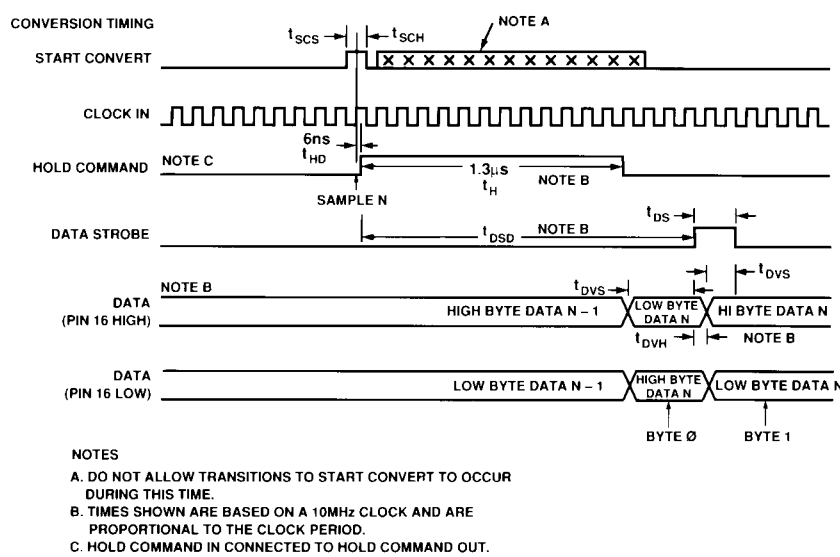 CONVERSION TIMING
tSCS tSCH NOTE A
START CONVERT
X X X X X X X X X X X X X
CLOCK IN
6ns
tHD
HOLD COMMAND NOTE C
1.3µs
tH NOTE B
SAMPLE N
tDS
DATA STROBE
tDSD NOTE B
tDVS tDVS
NOTE B
DATA
(PIN 16 HIGH)
HIGH BYTE DATA N – 1
LOW BYTE
DATA N
HI BYTE DATA N
tDVH NOTE B
DATA
(PIN 16 LOW)
LOW BYTE DATA N – 1
HIGH BYTE
DATA N
LOW BYTE DATA N
BYTE Ø BYTE 1
NOTES
A. DO NOT ALLOW TRANSITIONS TO START CONVERT TO OCCUR
DURING THIS TIME.
B. TIMES SHOWN ARE BASED ON A 10MHz CLOCK AND ARE
PROPORTIONAL TO THE CLOCK PERIOD.
C. HOLD COMMAND IN CONNECTED TO HOLD COMMAND OUT.